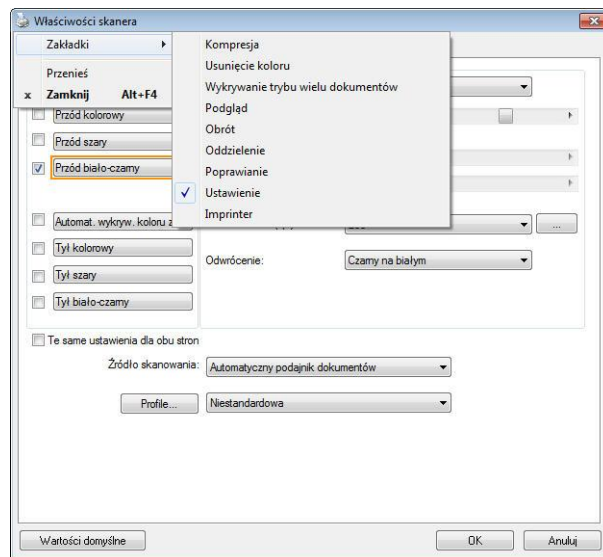 Właściwości skanera
Zakładki
Przenieś
x Zamknij Alt+F4
Kompresja
Usunięcie koloru
Wykrywanie trybu wielu dokumentów
Podgląd
Obrót
Oddzielenie
Poprawianie
Ustawienie
Imprinter
Przód kolorowy
Przód szary
Przód biało-czarny
Automat. wykryw. koloru z
Tył kolorowy
Tył szary
Tył biało-czarny
...
Odwrócenie: Czarny na białym
Te same ustawienia dla obu stron
Źródło skanowania: Automatyczny podajnik dokumentów
Profile... Niestandardowa
Wartości domyślne OK Anuluj